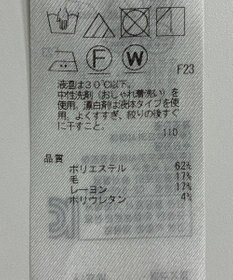 F W
F23
液温は30℃以下。
中性洗剤（おしゃれ着洗い）を
使用。漂白剤は液体タイプを使
用。よくすすぎ、絞りの後すぐ
に干すこと。
110
品質
ポリエステル 62%
毛 17%
レーヨン 17%
ポリウレタン 4%